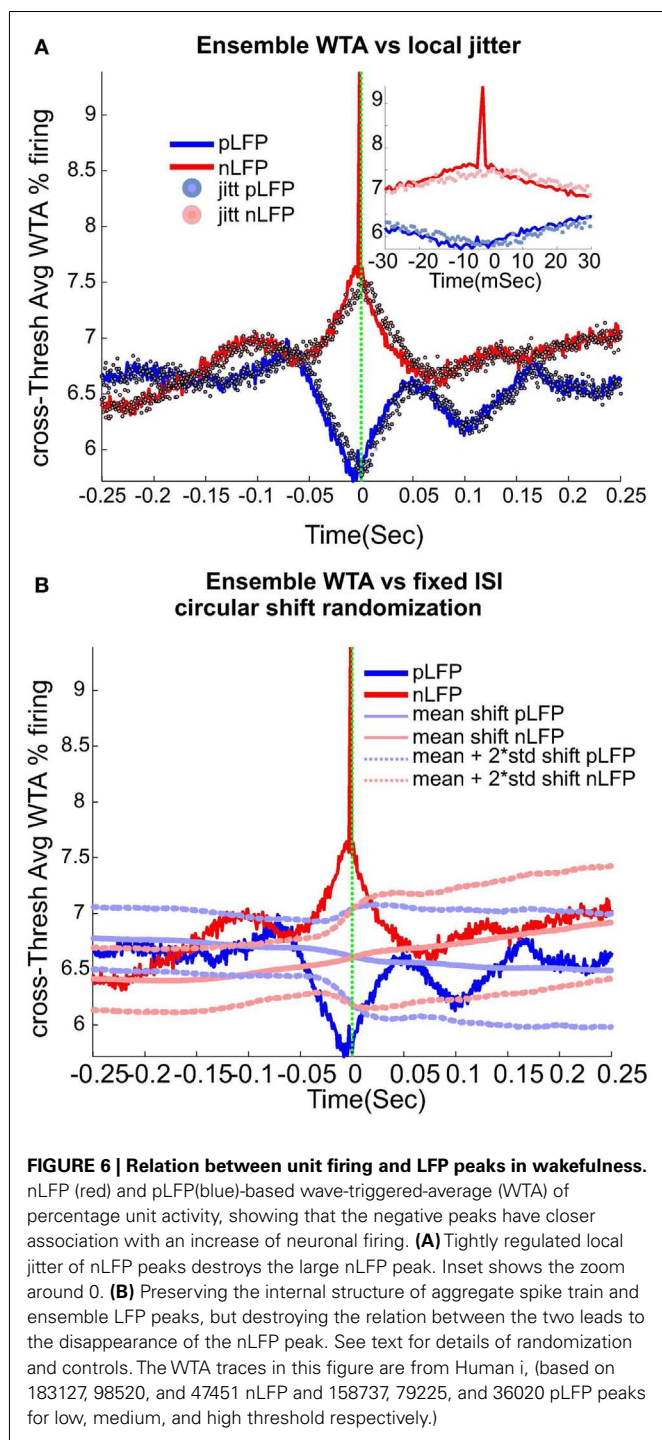 A
Ensemble WTA vs local jitter
cross-Thresh Avg WTA % firing
9
8.5
8
7.5
7
6.5
6
pLFP
nLFP
jitt pLFP
jitt nLFP
9
8
7
6
-30 -20 -10 0 10 20 30
Time(mSec)
-0.25 -0.2 -0.15 -0.1 -0.05 0 0.05 0.1 0.15 0.2 0.25
Time(Sec)
B
Ensemble WTA vs fixed ISI
circular shift randomization
cross-Thresh Avg WTA % firing
9
8.5
8
7.5
7
6.5
6
pLFP
nLFP
mean shift pLFP
mean shift nLFP
mean + 2*std shift pLFP
mean + 2*std shift nLFP
-0.25 -0.2 -0.15 -0.1 -0.05 0 0.05 0.1 0.15 0.2 0.25
Time(Sec)
FIGURE 6 | Relation between unit firing and LFP peaks in wakefulness.
nLFP (red) and pLFP(blue)-based wave-triggered-average (WTA) of
percentage unit activity, showing that the negative peaks have closer
association with an increase of neuronal firing. (A) Tightly regulated local
jitter of nLFP peaks destroys the large nLFP peak. Inset shows the zoom
around 0. (B) Preserving the internal structure of aggregate spike train and
ensemble LFP peaks, but destroying the relation between the two leads to
the disappearance of the nLFP peak. See text for details of randomization
and controls. The WTA traces in this figure are from Human i, (based on
183127, 98520, and 47451 nLFP and 158737, 79225, and 36020 pLFP peaks
for low, medium, and high threshold respectively.)